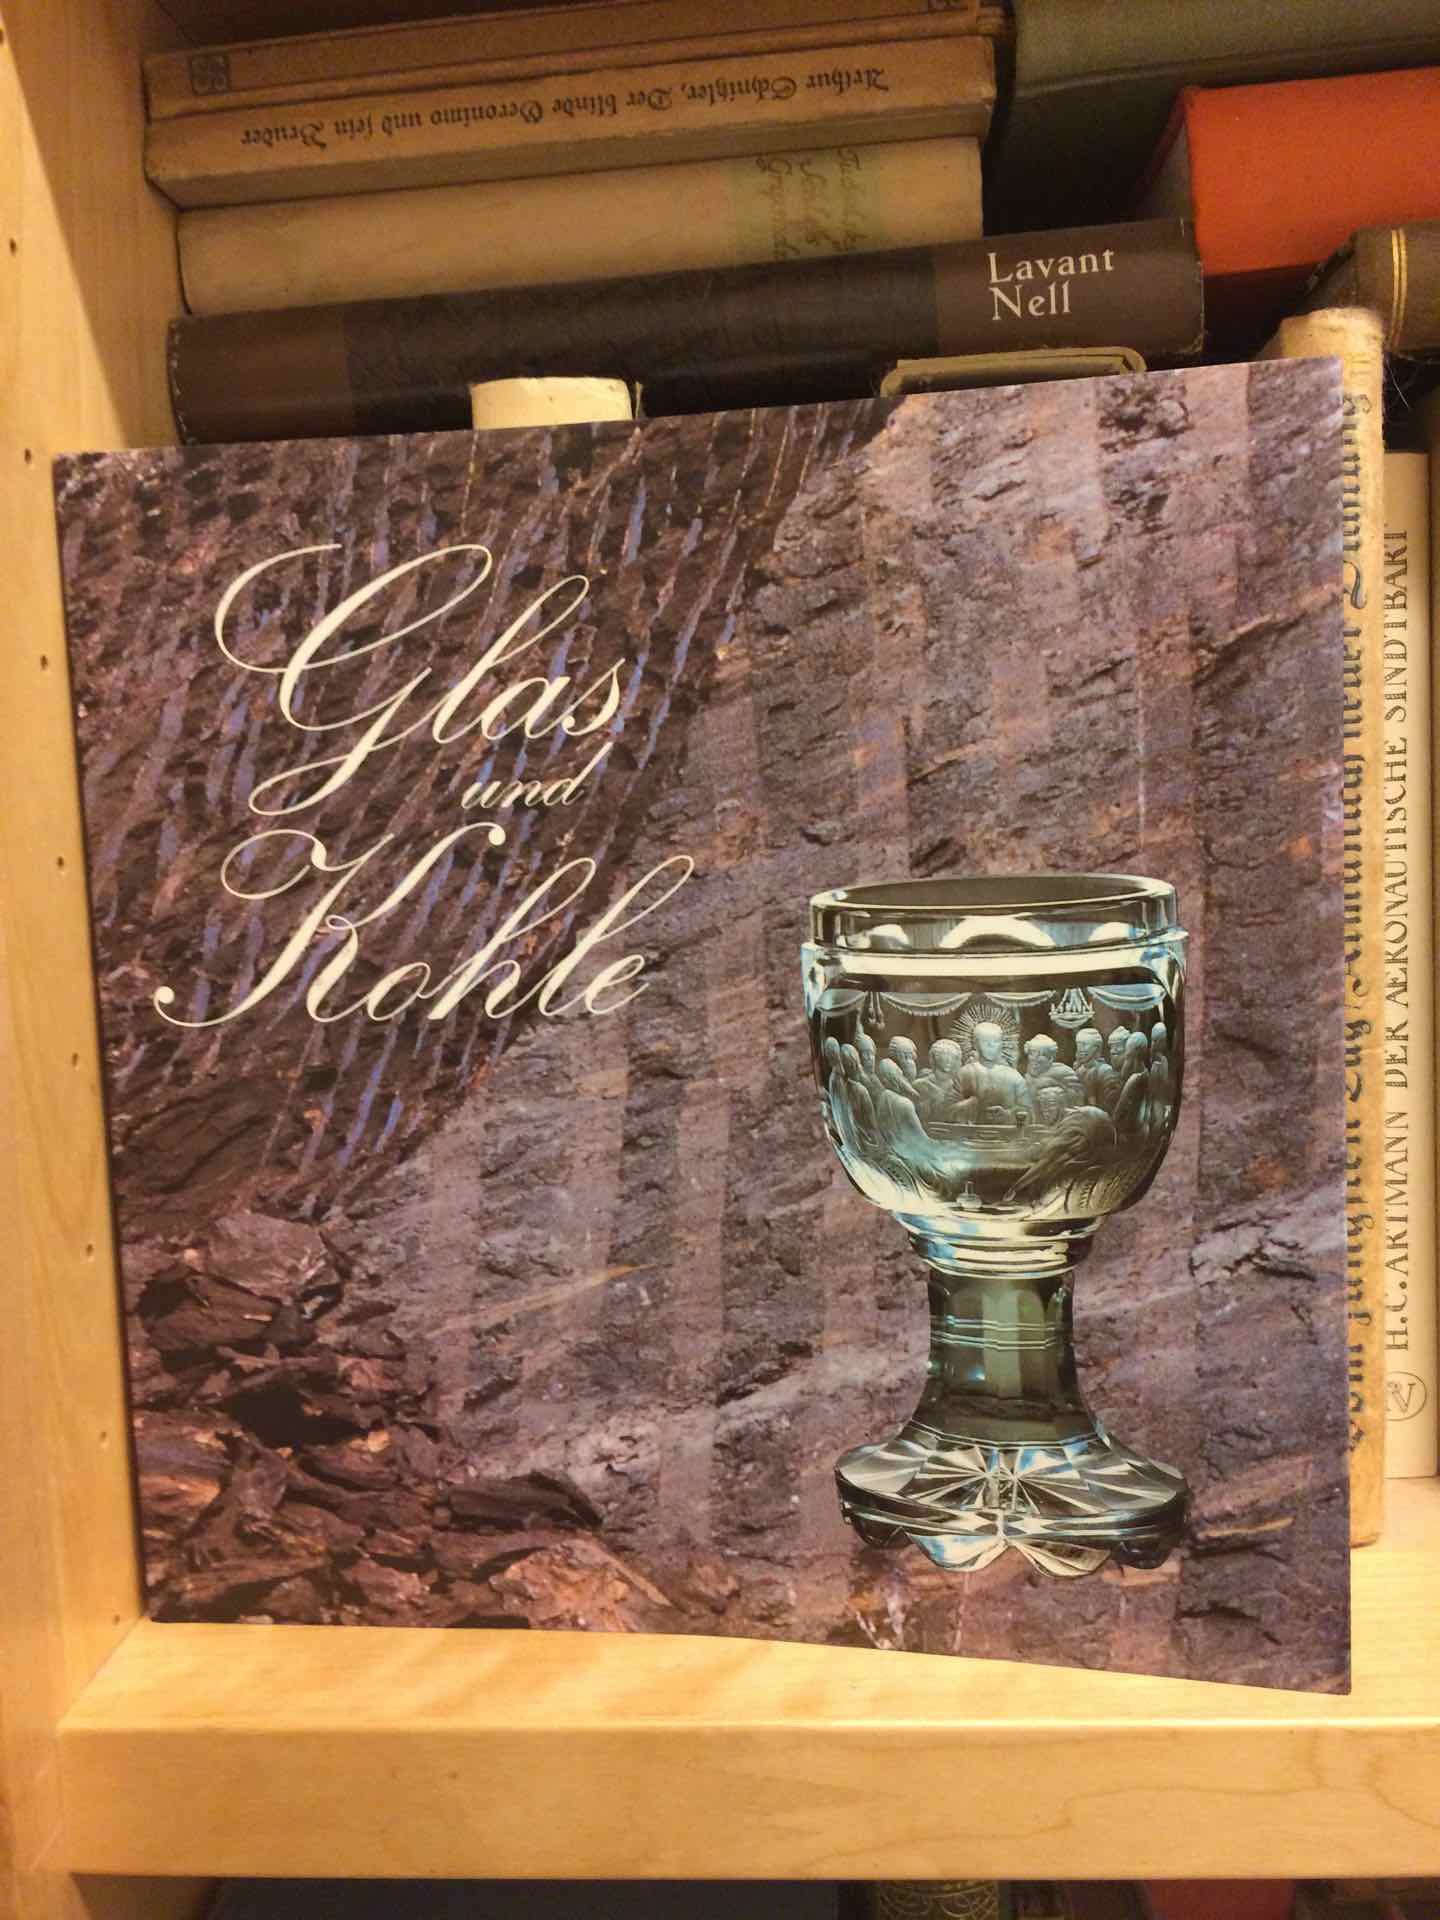 Arthur Schnitzler, Der blinde Geronimo und sein Bruder
Lavant
Nell
Glas
und
Kohle
H.C. ARTMANN DER AERONAUTISCHE SINDTBART